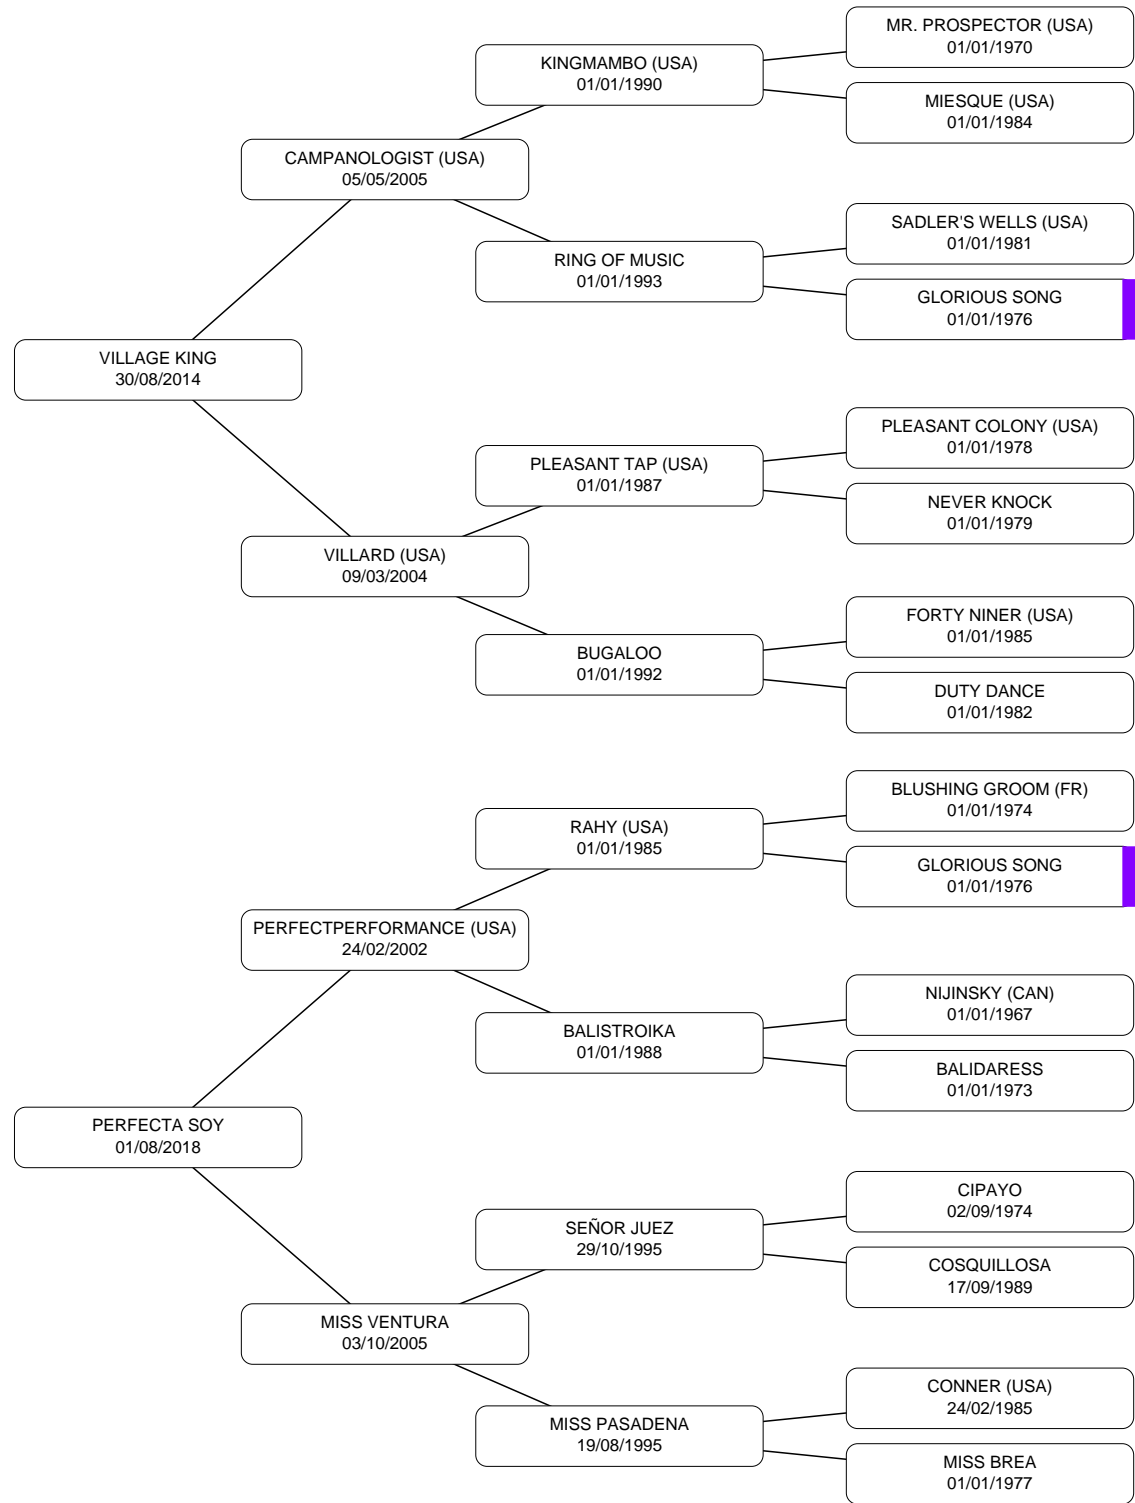 MR. PROSPECTOR (USA)
01/01/1970
KINGMAMBO (USA)
01/01/1990
MIESQUE (USA)
01/01/1984
CAMPANOLOGIST (USA)
05/05/2005
SADLER'S WELLS (USA)
01/01/1981
RING OF MUSIC
01/01/1993
GLORIOUS SONG
01/01/1976
VILLAGE KING
30/08/2014
PLEASANT COLONY (USA)
01/01/1978
PLEASANT TAP (USA)
01/01/1987
NEVER KNOCK
01/01/1979
VILLARD (USA)
09/03/2004
FORTY NINER (USA)
01/01/1985
BUGALOO
01/01/1992
DUTY DANCE
01/01/1982
BLUSHING GROOM (FR)
01/01/1974
RAHY (USA)
01/01/1985
GLORIOUS SONG
01/01/1976
PERFECTPERFORMANCE (USA)
24/02/2002
NIJINSKY (CAN)
01/01/1967
BALISTROIKA
01/01/1988
BALIDARESS
01/01/1973
PERFECTA SOY
01/08/2018
CIPAYO
02/09/1974
SEÑOR JUEZ
29/10/1995
COSQUILLOSA
17/09/1989
MISS VENTURA
03/10/2005
CONNER (USA)
24/02/1985
MISS PASADENA
19/08/1995
MISS BREA
01/01/1977